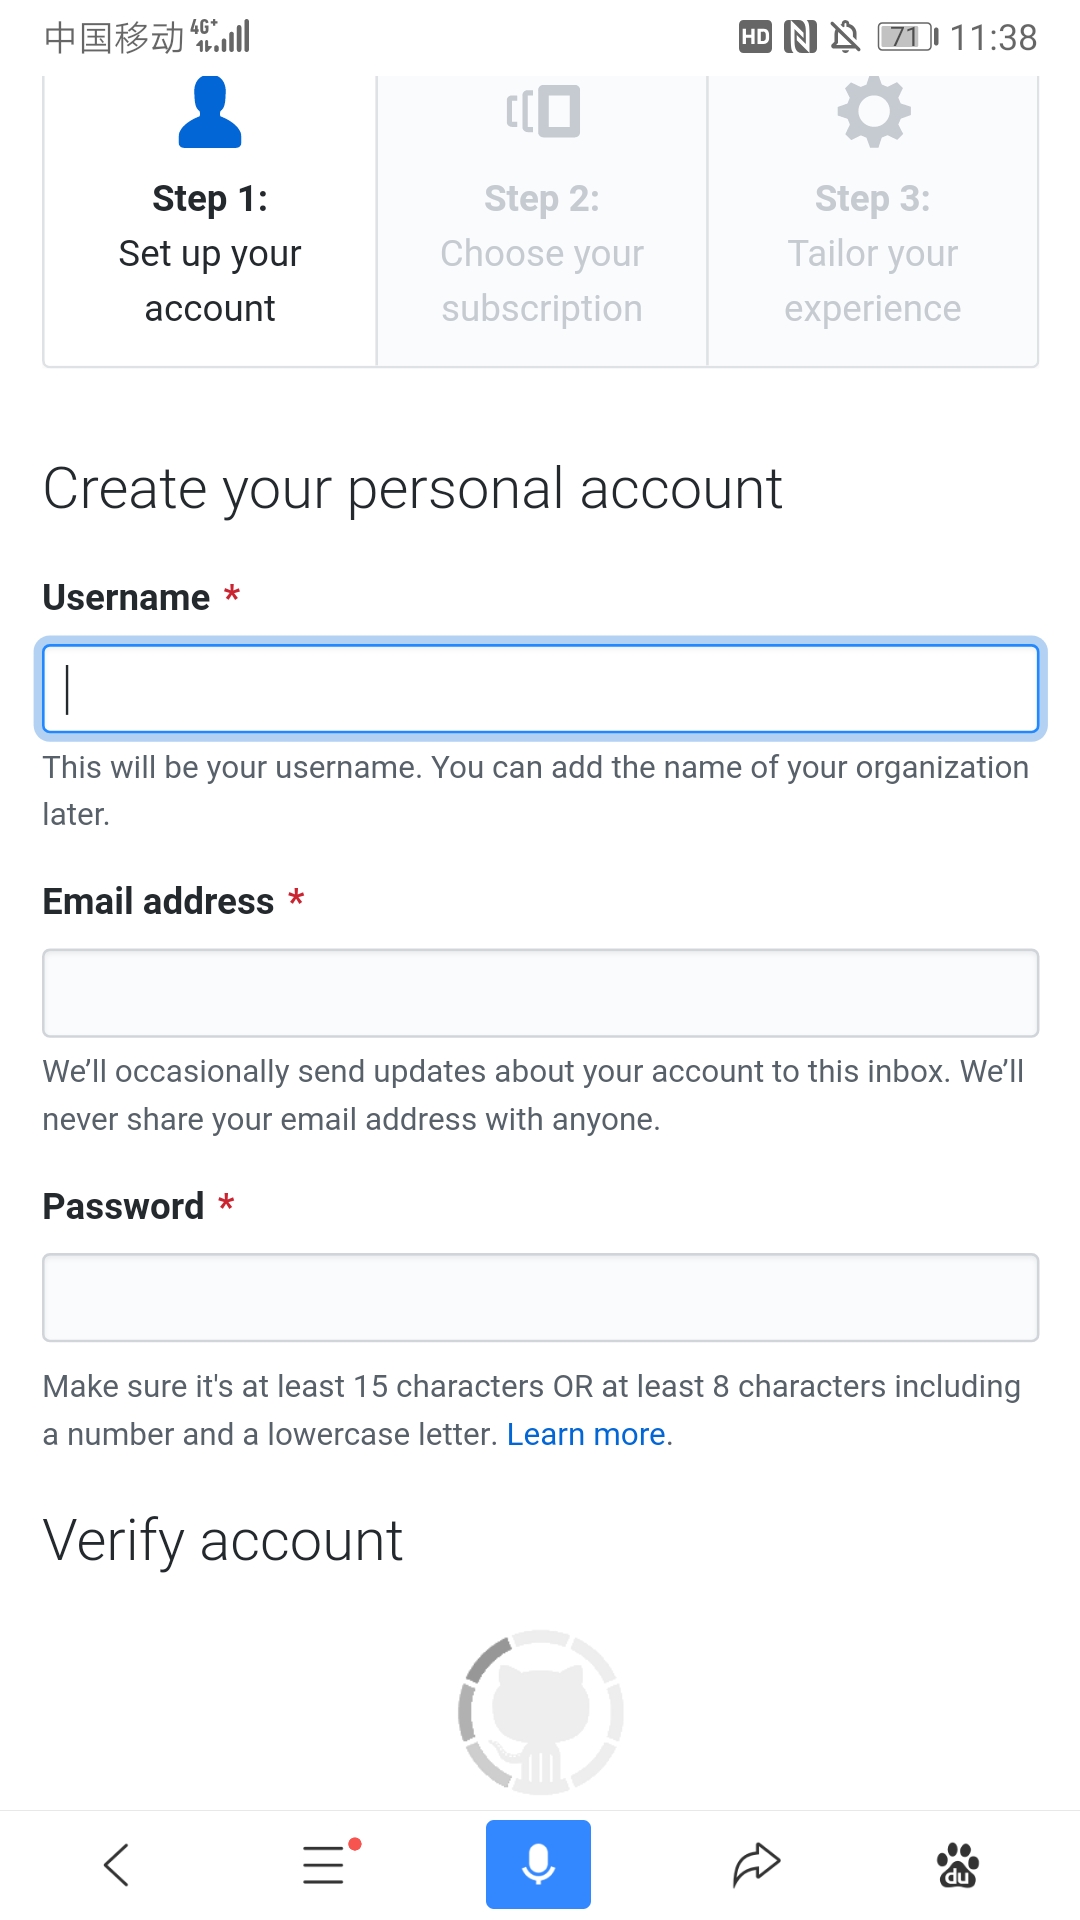 中国移动 4G+ HD 71 11:38
Step 1:
Set up your
account
Step 2:
Choose your
subscription
Step 3:
Tailor your
experience
Create your personal account
Username *
This will be your username. You can add the name of your organization
later.
Email address *
We’ll occasionally send updates about your account to this inbox. We’ll
never share your email address with anyone.
Password *
Make sure it's at least 15 characters OR at least 8 characters including
a number and a lowercase letter. Learn more.
Verify account
du